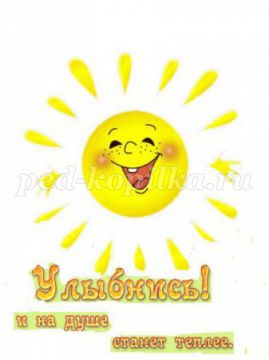 ped-kopilka.ru
Улыбнись!
и на душе
станет теплее.